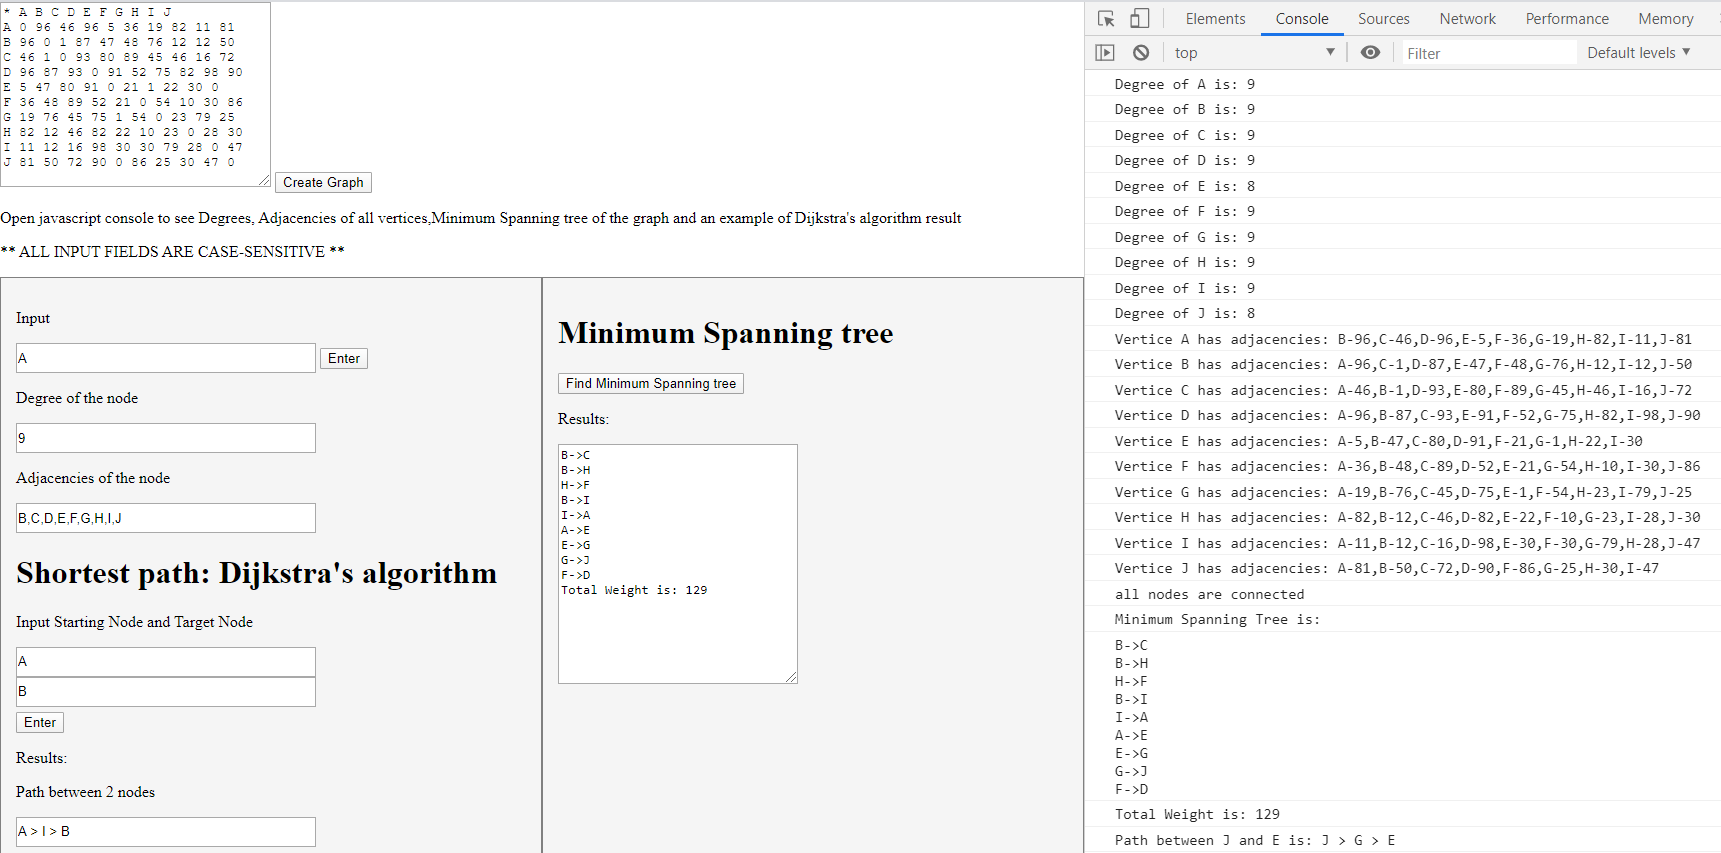 * A B C D E F G H I J
A 0 96 46 96 5 36 19 82 11 81
B 96 0 1 87 47 48 76 12 12 50
C 46 1 0 93 80 89 45 46 16 72
D 96 87 93 0 91 52 75 82 98 90
E 5 47 80 91 0 21 1 22 30 0
F 36 48 89 52 21 0 54 10 30 86
G 19 76 45 75 1 54 0 23 79 25
H 82 12 46 82 22 10 23 0 28 30
I 11 12 16 98 30 30 79 28 0 47
J 81 50 72 90 0 86 25 30 47 0
Create Graph
Open javascript console to see Degrees, Adjacencies of all vertices,Minimum Spanning tree of the graph and an example of Dijkstra's algorithm result
** ALL INPUT FIELDS ARE CASE-SENSITIVE **
Input
A
Enter
Degree of the node
9
Adjacencies of the node
B,C,D,E,F,G,H,I,J
Shortest path: Dijkstra's algorithm
Input Starting Node and Target Node
A
B
Enter
Results:
Path between 2 nodes
A > I > B
Minimum Spanning tree
Find Minimum Spanning tree
Results:
B->C
B->H
H->F
B->I
I->A
A->E
E->G
G->J
F->D
Total Weight is: 129
Elements Console Sources Network Performance Memory
top Filter Default levels
Degree of A is: 9
Degree of B is: 9
Degree of C is: 9
Degree of D is: 9
Degree of E is: 8
Degree of F is: 9
Degree of G is: 9
Degree of H is: 9
Degree of I is: 9
Degree of J is: 8
Vertice A has adjacencies: B-96,C-46,D-96,E-5,F-36,G-19,H-82,I-11,J-81
Vertice B has adjacencies: A-96,C-1,D-87,E-47,F-48,G-76,H-12,I-12,J-50
Vertice C has adjacencies: A-46,B-1,D-93,E-80,F-89,G-45,H-46,I-16,J-72
Vertice D has adjacencies: A-96,B-87,C-93,E-91,F-52,G-75,H-82,I-98,J-90
Vertice E has adjacencies: A-5,B-47,C-80,D-91,F-21,G-1,H-22,I-30
Vertice F has adjacencies: A-36,B-48,C-89,D-52,E-21,G-54,H-10,I-30,J-86
Vertice G has adjacencies: A-19,B-76,C-45,D-75,E-1,F-54,H-23,I-79,J-25
Vertice H has adjacencies: A-82,B-12,C-46,D-82,E-22,F-10,G-23,I-28,J-30
Vertice I has adjacencies: A-11,B-12,C-16,D-98,E-30,F-30,G-79,H-28,J-47
Vertice J has adjacencies: A-81,B-50,C-72,D-90,F-86,G-25,H-30,I-47
all nodes are connected
Minimum Spanning Tree is:
B->C
B->H
H->F
B->I
I->A
A->E
E->G
G->J
F->D
Total Weight is: 129
Path between J and E is: J > G > E